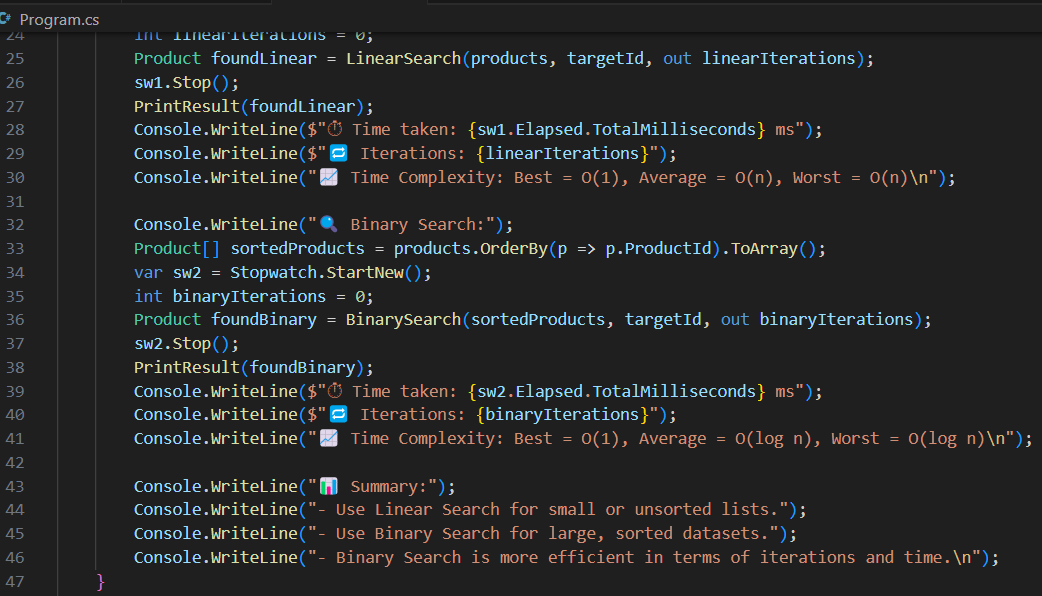 Program.cs
24 int linearIterations = 0;
25 Product foundLinear = LinearSearch(products, targetId, out linearIterations);
26 sw1.Stop();
27 PrintResult(foundLinear);
28 Console.WriteLine($"⏱ Time taken: {sw1.Elapsed.TotalMilliseconds} ms");
29 Console.WriteLine($"🔁 Iterations: {linearIterations}");
30 Console.WriteLine("📈 Time Complexity: Best = O(1), Average = O(n), Worst = O(n)\n");
31
32 Console.WriteLine("🔍 Binary Search:");
33 Product[] sortedProducts = products.OrderBy(p => p.ProductId).ToArray();
34 var sw2 = Stopwatch.StartNew();
35 int binaryIterations = 0;
36 Product foundBinary = BinarySearch(sortedProducts, targetId, out binaryIterations);
37 sw2.Stop();
38 PrintResult(foundBinary);
39 Console.WriteLine($"⏱ Time taken: {sw2.Elapsed.TotalMilliseconds} ms");
40 Console.WriteLine($"🔁 Iterations: {binaryIterations}");
41 Console.WriteLine("📈 Time Complexity: Best = O(1), Average = O(log n), Worst = O(log n)\n");
42
43 Console.WriteLine("📊 Summary:");
44 Console.WriteLine("- Use Linear Search for small or unsorted lists.");
45 Console.WriteLine("- Use Binary Search for large, sorted datasets.");
46 Console.WriteLine("- Binary Search is more efficient in terms of iterations and time.\n");
47 }